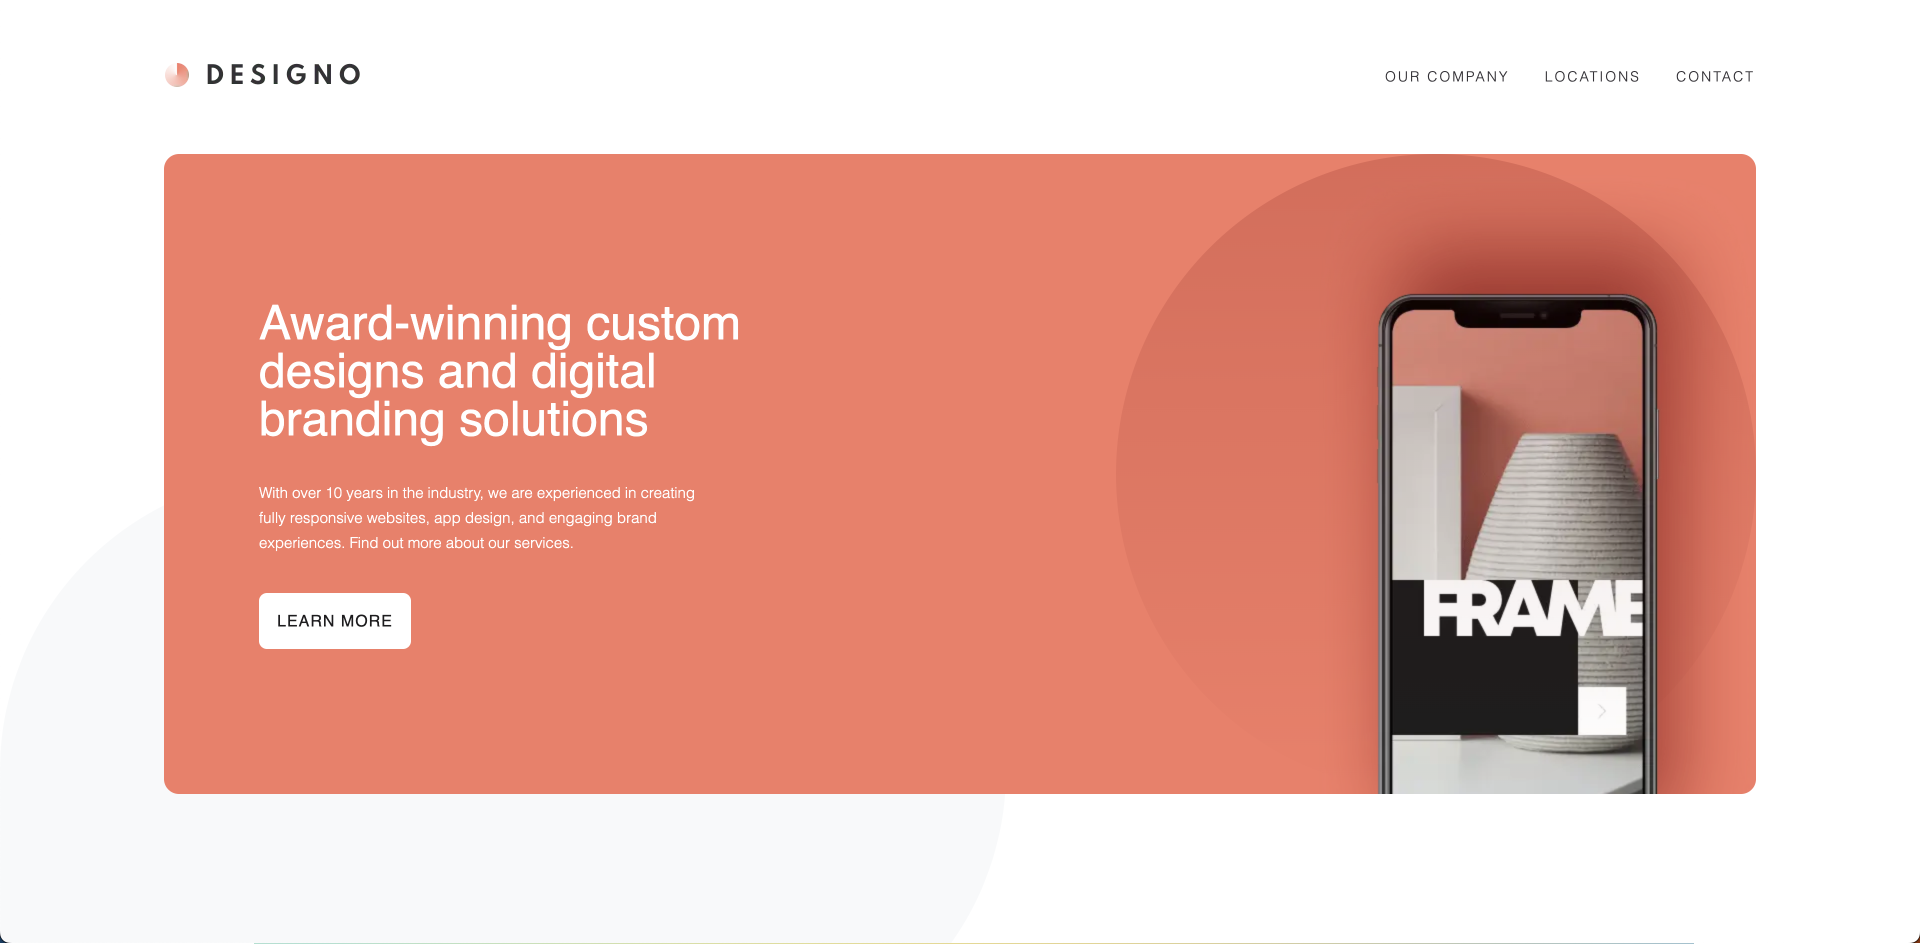 DESIGNO
OUR COMPANY
LOCATIONS
CONTACT
Award-winning custom
designs and digital
branding solutions
With over 10 years in the industry, we are experienced in creating
fully responsive websites, app design, and engaging brand
experiences. Find out more about our services.
LEARN MORE
FRAME